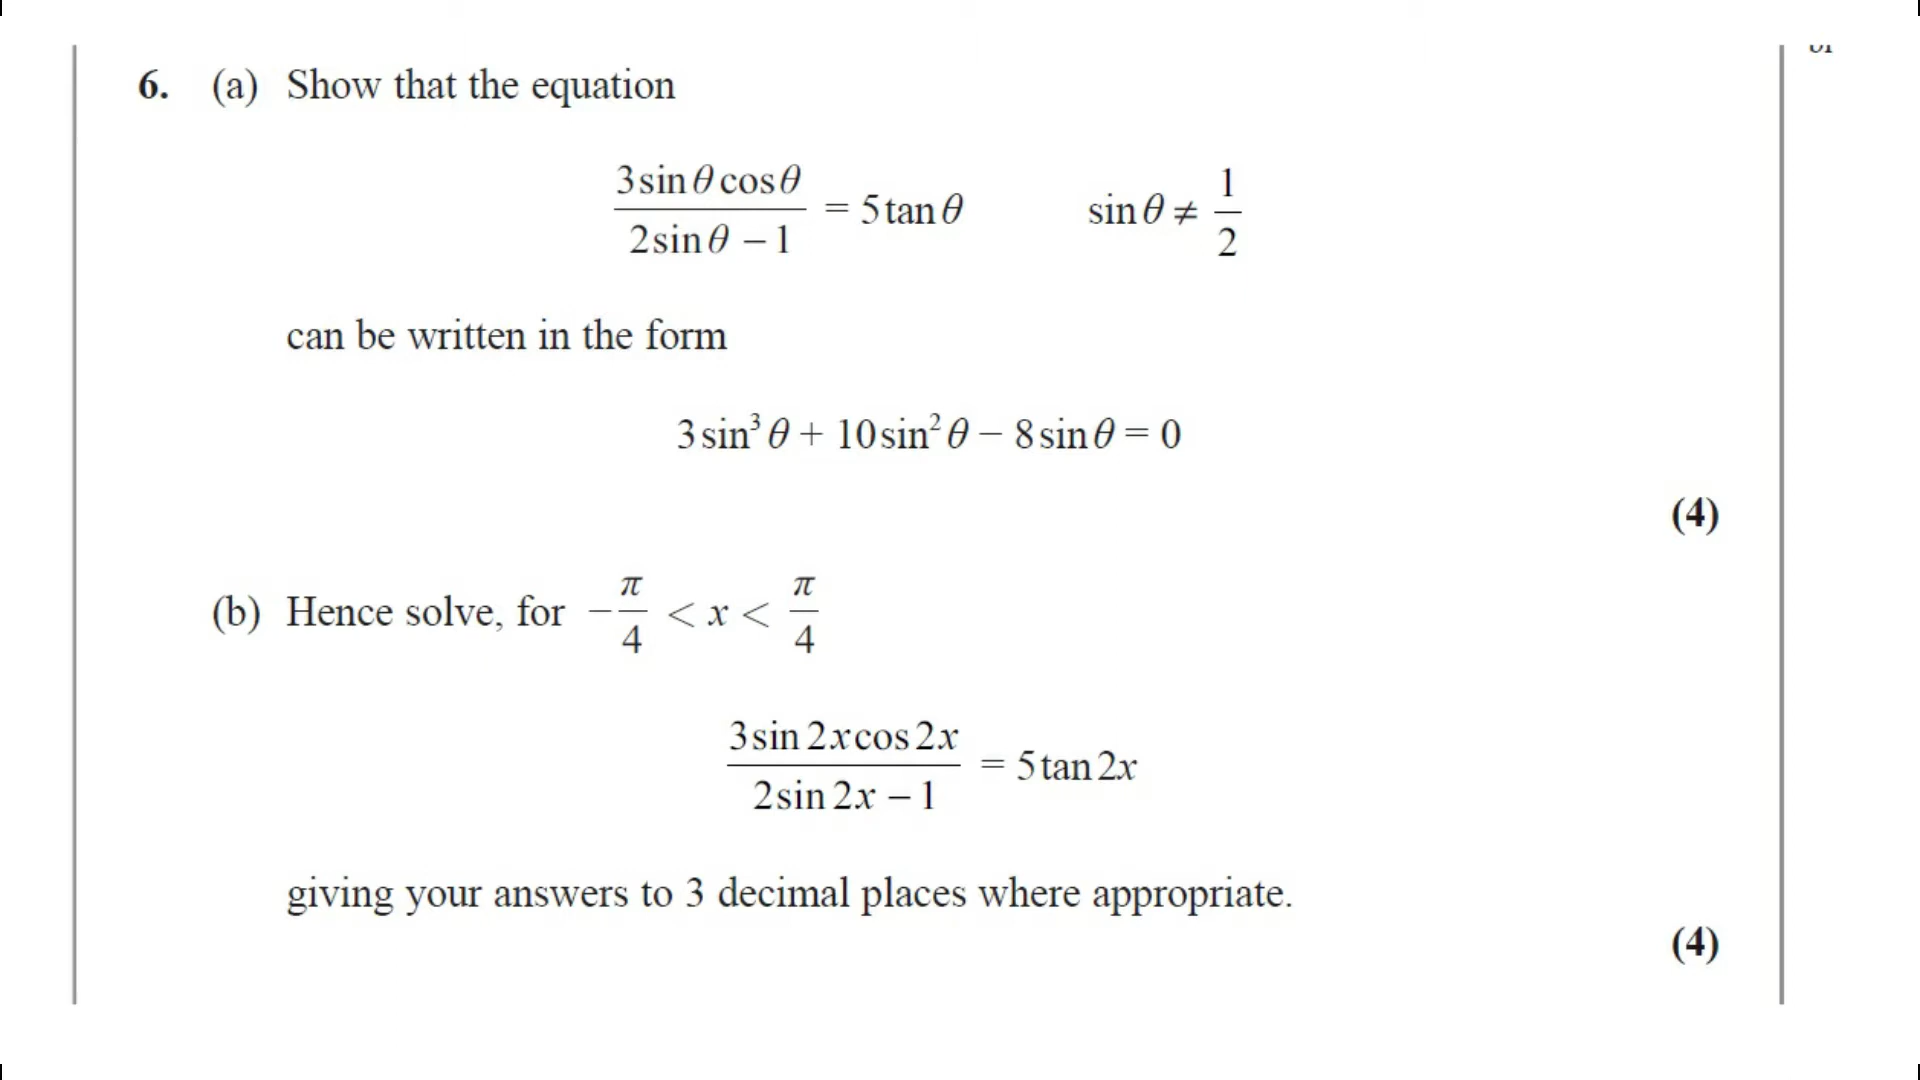 6. (a) Show that the equation
3sinθcosθ / 2sinθ − 1 = 5tanθ sinθ ≠ 1/2
can be written in the form
3sin³θ + 10sin²θ − 8sinθ = 0
(4)
(b) Hence solve, for −π/4 < x < π/4
3sin2xcos2x / 2sin2x − 1 = 5tan2x
giving your answers to 3 decimal places where appropriate.
(4)